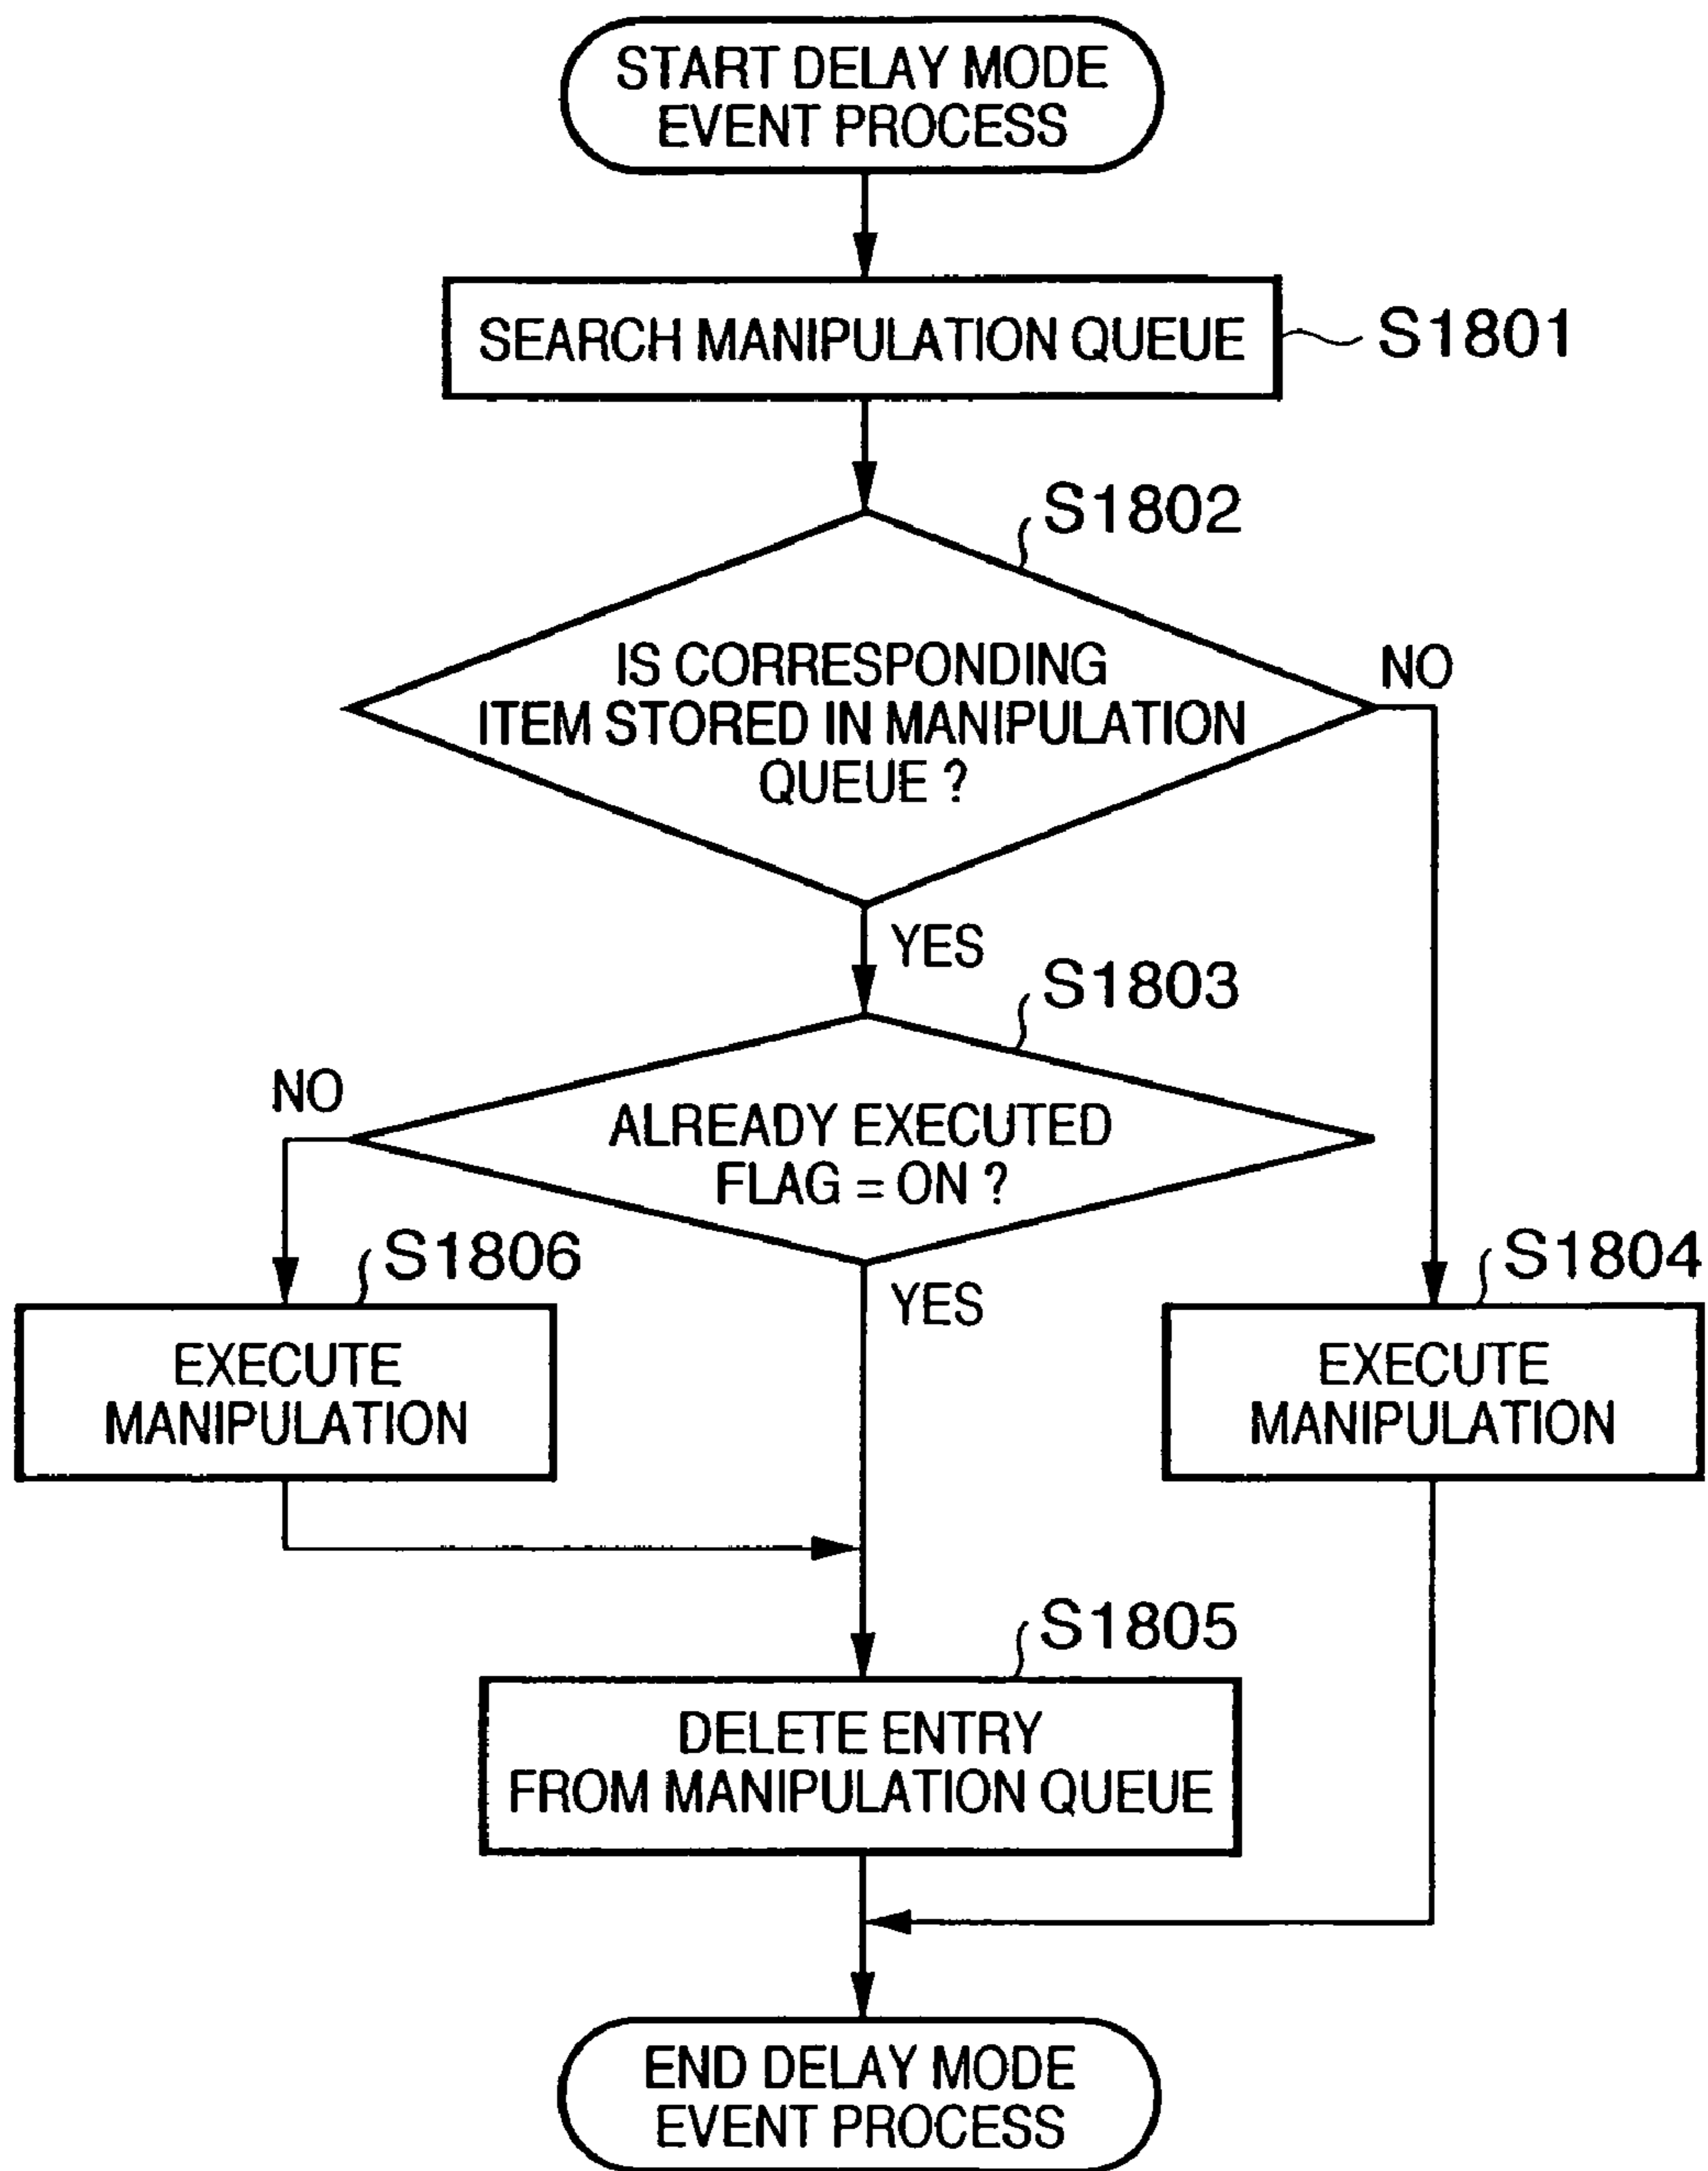 START DELAY MODE
EVENT PROCESS
SEARCH MANIPULATION QUEUE
S1801
S1802
IS CORRESPONDING
ITEM STORED IN MANIPULATION
QUEUE ?
NO
YES
S1803
NO
ALREADY EXECUTED
FLAG = ON ?
YES
S1806
EXECUTE
MANIPULATION
S1804
EXECUTE
MANIPULATION
S1805
DELETE ENTRY
FROM MANIPULATION QUEUE
END DELAY MODE
EVENT PROCESS